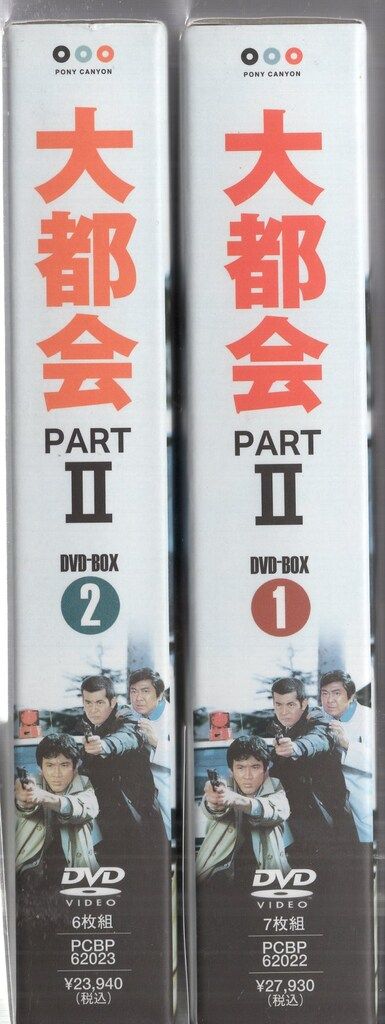 PONY CANYON
大都会
PART
II
DVD-BOX
2
DVD
VIDEO
6枚組
PCBP
62023
¥23,940
(税込)
PONY CANYON
大都会
PART
II
DVD-BOX
1
DVD
VIDEO
7枚組
PCBP
62022
¥27,930
(税込)